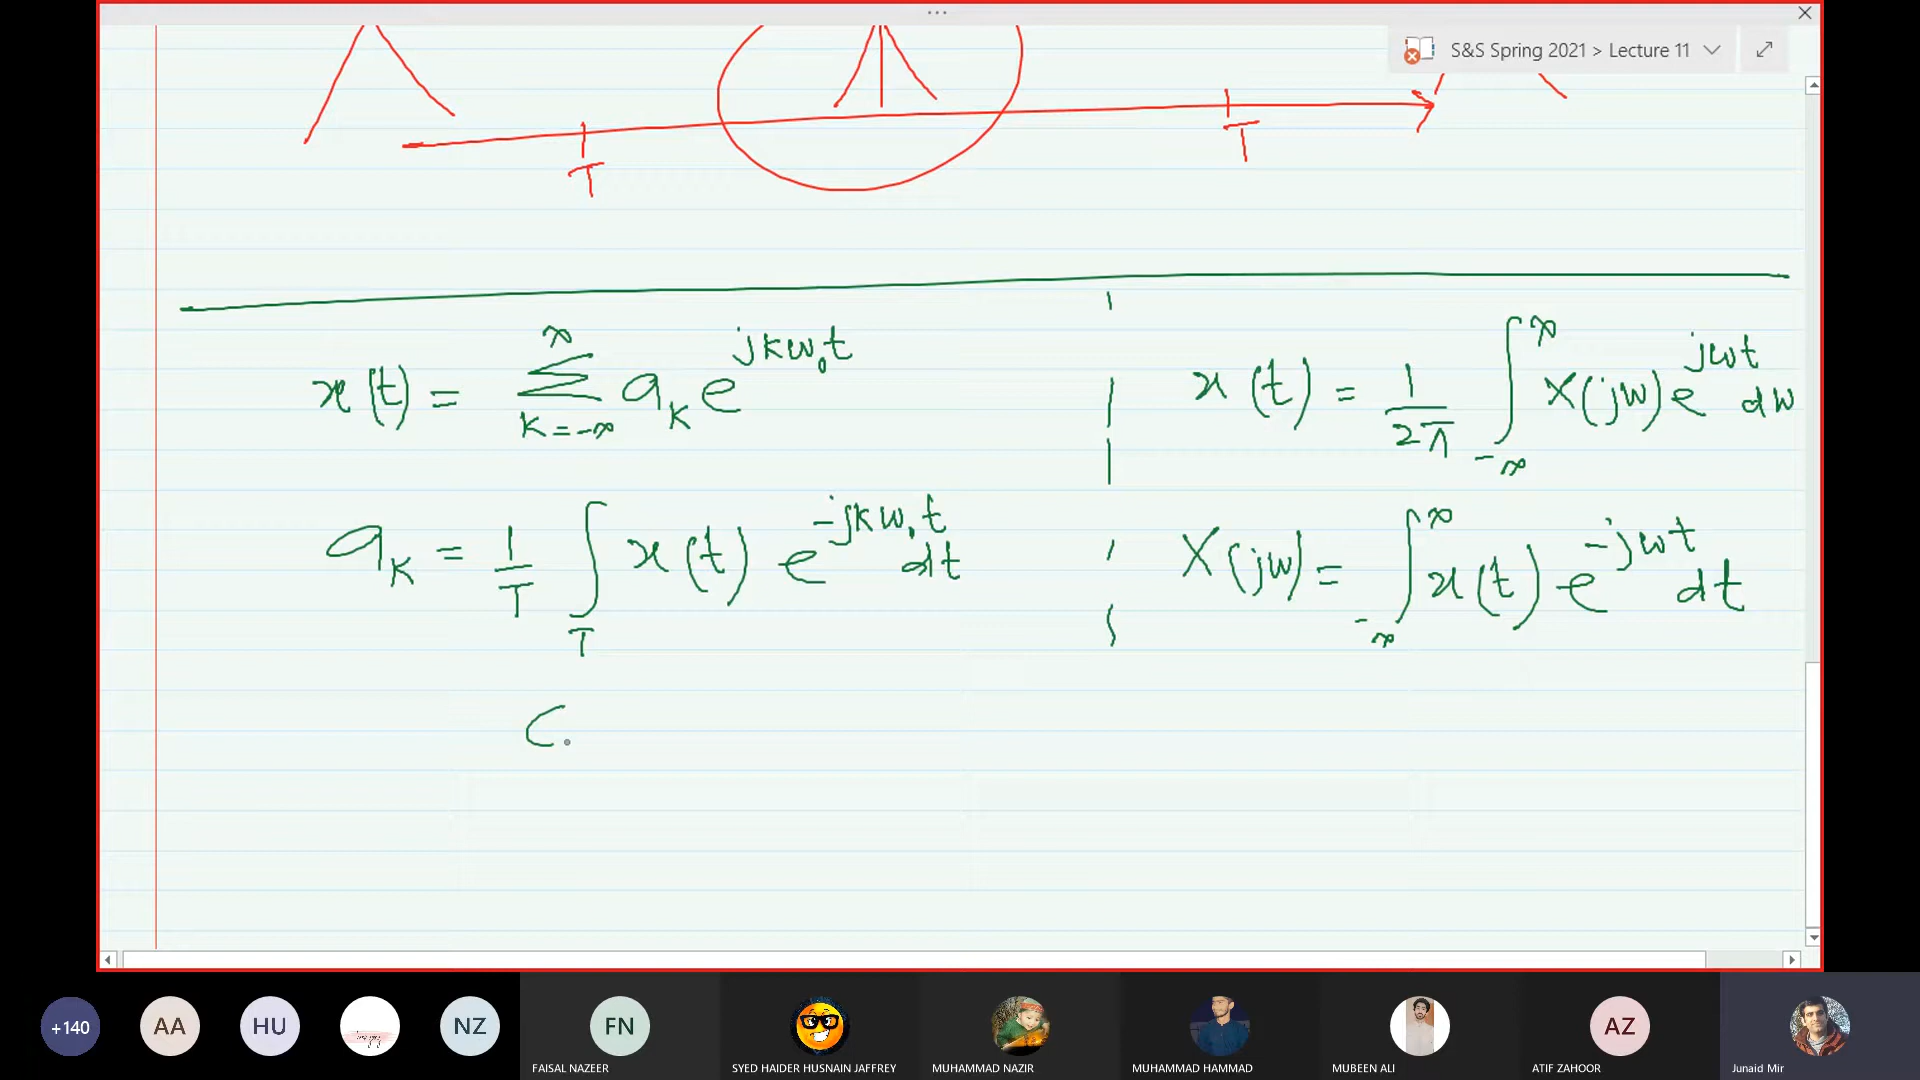 S&S Spring 2021 > Lecture 11
T T
x(t) = ∑_{k=-∞}^{∞} a_k e^{jkω₀t}
x(t) = 1/2π ∫_{-∞}^{∞} X(jω) e^{jωt} dω
a_k = 1/T ∫_T x(t) e^{-jkω₀t} dt
X(jω) = ∫_{-∞}^{∞} x(t) e^{-jωt} dt
C
+140 AA HU NZ FN AZ
FAISAL NAZEER SYED HAIDER HUSNAIN JAFFREY MUHAMMAD NAZIR MUHAMMAD HAMMAD MUBEEN ALI ATIF ZAHOOR Junaid Mir